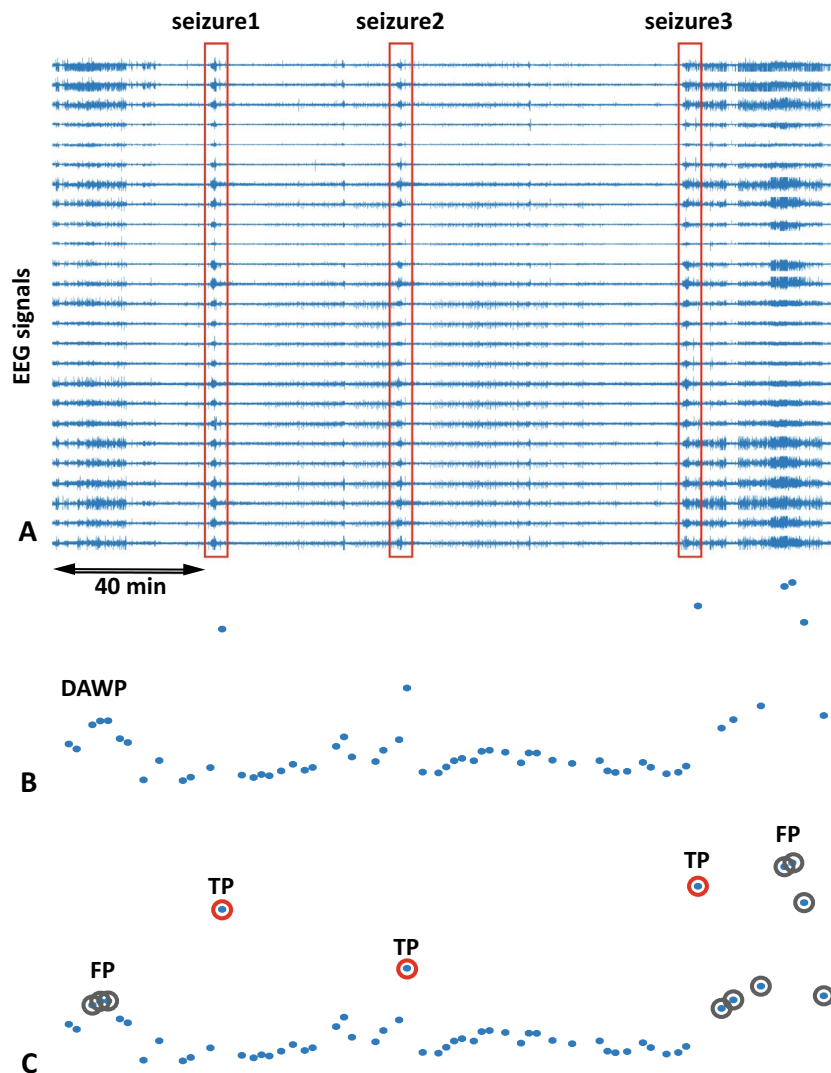 seizure1 seizure2 seizure3
EEG signals
A
40 min
DAWP
B
FP
TP TP
TP
FP
C